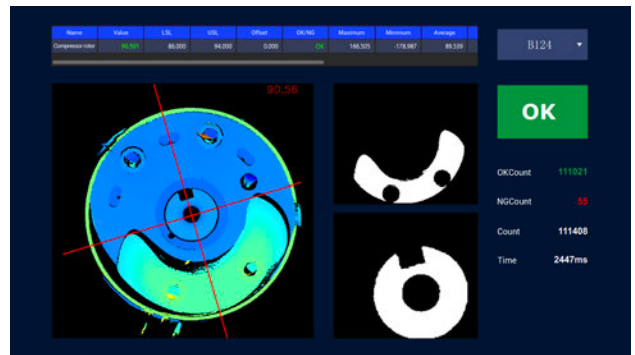 Name Value LSL USL Offset OK/NG Maximum Minimum Average
Compressor rotor 90.561 86.000 94.000 0.000 OK 166.505 -178.987 89.539
B124
90.56
OK
OKCount 111021
NGCount 55
Count 111408
Time 2447ms